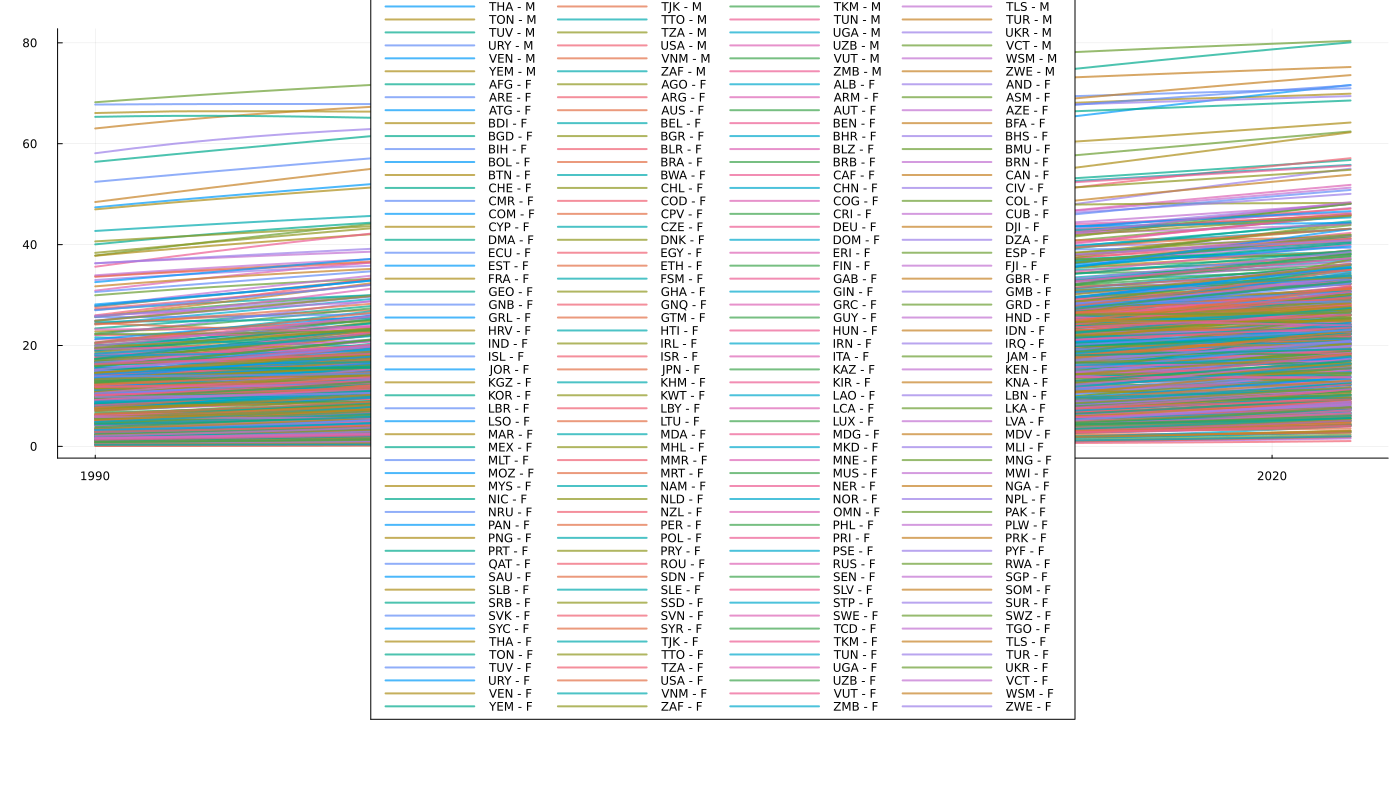 THA - M TJK - M TKM - M TLS - M
TON - M TTO - M TUN - M TUR - M
TUV - M TZA - M UGA - M UKR - M
80
URY - M USA - M UZB - M VCT - M
VEN - M VNM - M VUT - M WSM - M
YEM - M ZAF - M ZMB - M ZWE - M
AFG - F AGO - F ALB - F AND - F
ARE - F ARG - F ARM - F ASM - F
ATG - F AUS - F AUT - F AZE - F
BDI - F BEL - F BEN - F BFA - F
BGD - F BGR - F BHR - F BHS - F
60
BIH - F BLR - F BLZ - F BMU - F
BOL - F BRA - F BRB - F BRN - F
BTN - F BWA - F CAF - F CAN - F
CHE - F CHL - F CHN - F CIV - F
CMR - F COD - F COG - F COL - F
COM - F CPV - F CRI - F CUB - F
CYP - F CZE - F DEU - F DJI - F
DMA - F DNK - F DOM - F DZA - F
40
ECU - F EGY - F ERI - F ESP - F
EST - F ETH - F FIN - F FJI - F
FRA - F FSM - F GAB - F GBR - F
GEO - F GHA - F GIN - F GMB - F
GNB - F GNQ - F GRC - F GRD - F
GRL - F GTM - F GUY - F HND - F
HRV - F HTI - F HUN - F IDN - F
IND - F IRL - F IRN - F IRQ - F
20
ISL - F ISR - F ITA - F JAM - F
JOR - F JPN - F KAZ - F KEN - F
KGZ - F KHM - F KIR - F KNA - F
KOR - F KWT - F LAO - F LBN - F
LBR - F LBY - F LCA - F LKA - F
LSO - F LTU - F LUX - F LVA - F
MAR - F MDA - F MDG - F MDV - F
MEX - F MHL - F MKD - F MLI - F
0
MLT - F MMR - F MNE - F MNG - F
MOZ - F MRT - F MUS - F MWI - F
1990
2020
MYS - F NAM - F NER - F NGA - F
NIC - F NLD - F NOR - F NPL - F
NRU - F NZL - F OMN - F PAK - F
PAN - F PER - F PHL - F PLW - F
PNG - F POL - F PRI - F PRK - F
PRT - F PRY - F PSE - F PYF - F
QAT - F ROU - F RUS - F RWA - F
SAU - F SDN - F SEN - F SGP - F
SLB - F SLE - F SLV - F SOM - F
SRB - F SSD - F STP - F SUR - F
SVK - F SVN - F SWE - F SWZ - F
SYC - F SYR - F TCD - F TGO - F
THA - F TJK - F TKM - F TLS - F
TON - F TTO - F TUN - F TUR - F
TUV - F TZA - F UGA - F UKR - F
URY - F USA - F UZB - F VCT - F
VEN - F VNM - F VUT - F WSM - F
YEM - F ZAF - F ZMB - F ZWE - F